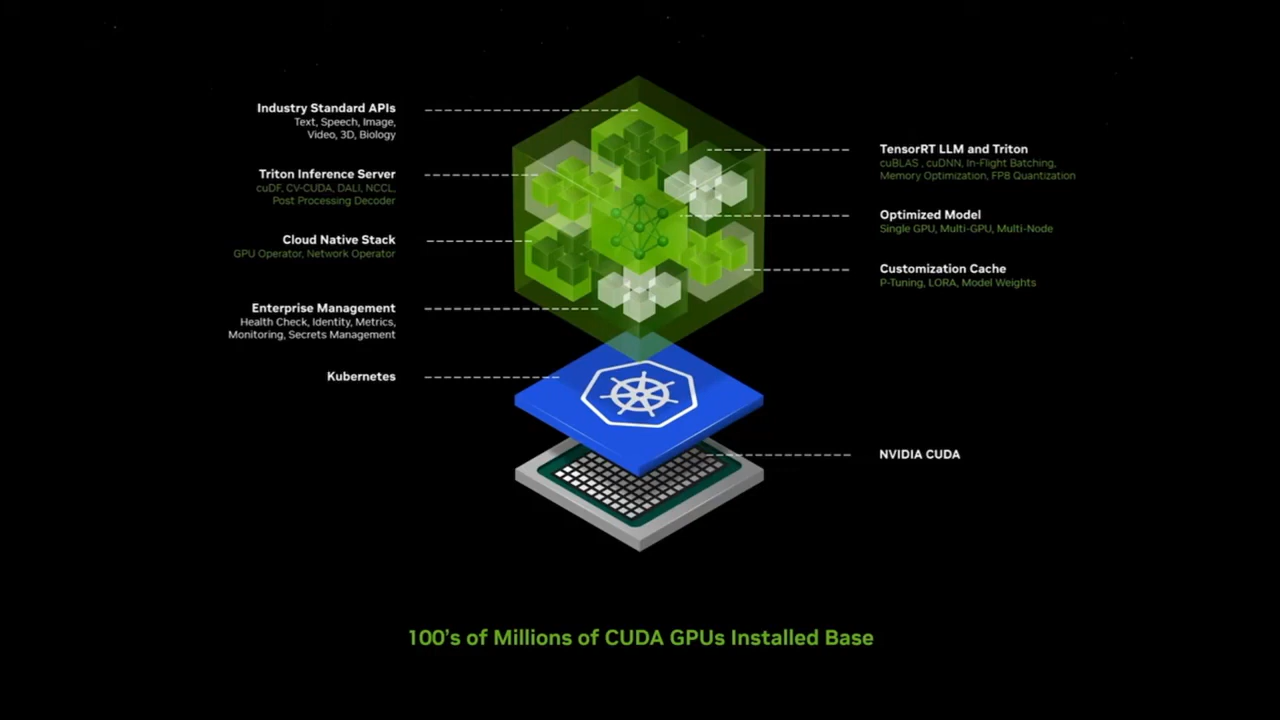 Industry Standard APIs
Text, Speech, Image,
Video, 3D, Biology
Triton Inference Server
cuDF, CV-CUDA, DALI, NCCL,
Post Processing Decoder
Cloud Native Stack
GPU Operator, Network Operator
Enterprise Management
Health Check, Identity, Metrics,
Monitoring, Secrets Management
Kubernetes
TensorRT LLM and Triton
cuBLAS , cuDNN, In-Flight Batching,
Memory Optimization, FP8 Quantization
Optimized Model
Single GPU, Multi-GPU, Multi-Node
Customization Cache
P-Tuning, LORA, Model Weights
NVIDIA CUDA
100's of Millions of CUDA GPUs Installed Base